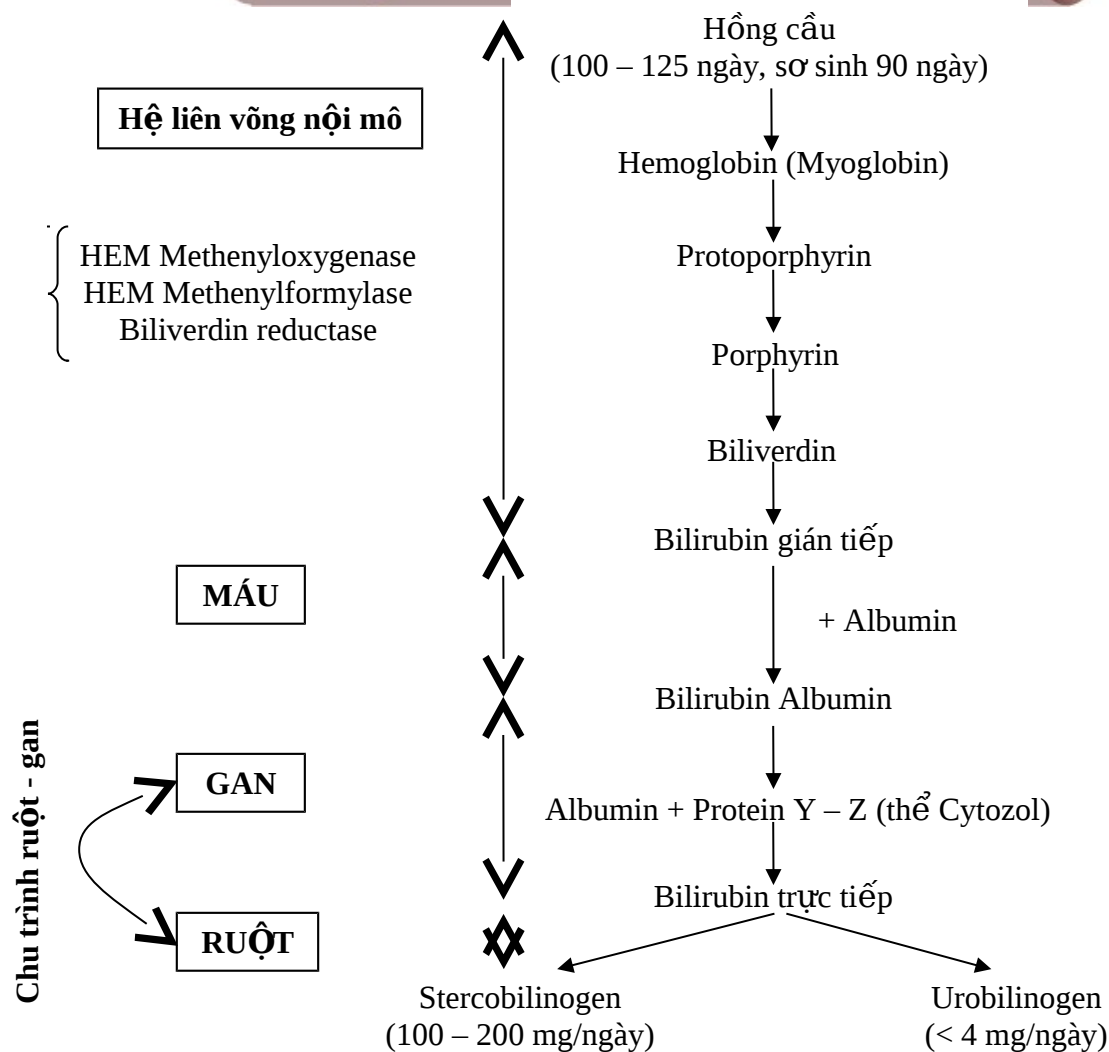 Hồng cầu
(100 – 125 ngày, sơ sinh 90 ngày)
Hệ liên võng nội mô
Hemoglobin (Myoglobin)
HEM Methenyloxygenase
HEM Methenylformylase
Biliverdin reductase
Protoporphyrin
Porphyrin
Biliverdin
Bilirubin gián tiếp
MÁU
+ Albumin
Bilirubin Albumin
Chu trình ruột - gan
GAN
Albumin + Protein Y – Z (thể Cytozol)
Bilirubin trực tiếp
RUỘT
Stercobilinogen
(100 – 200 mg/ngày)
Urobilinogen
(< 4 mg/ngày)